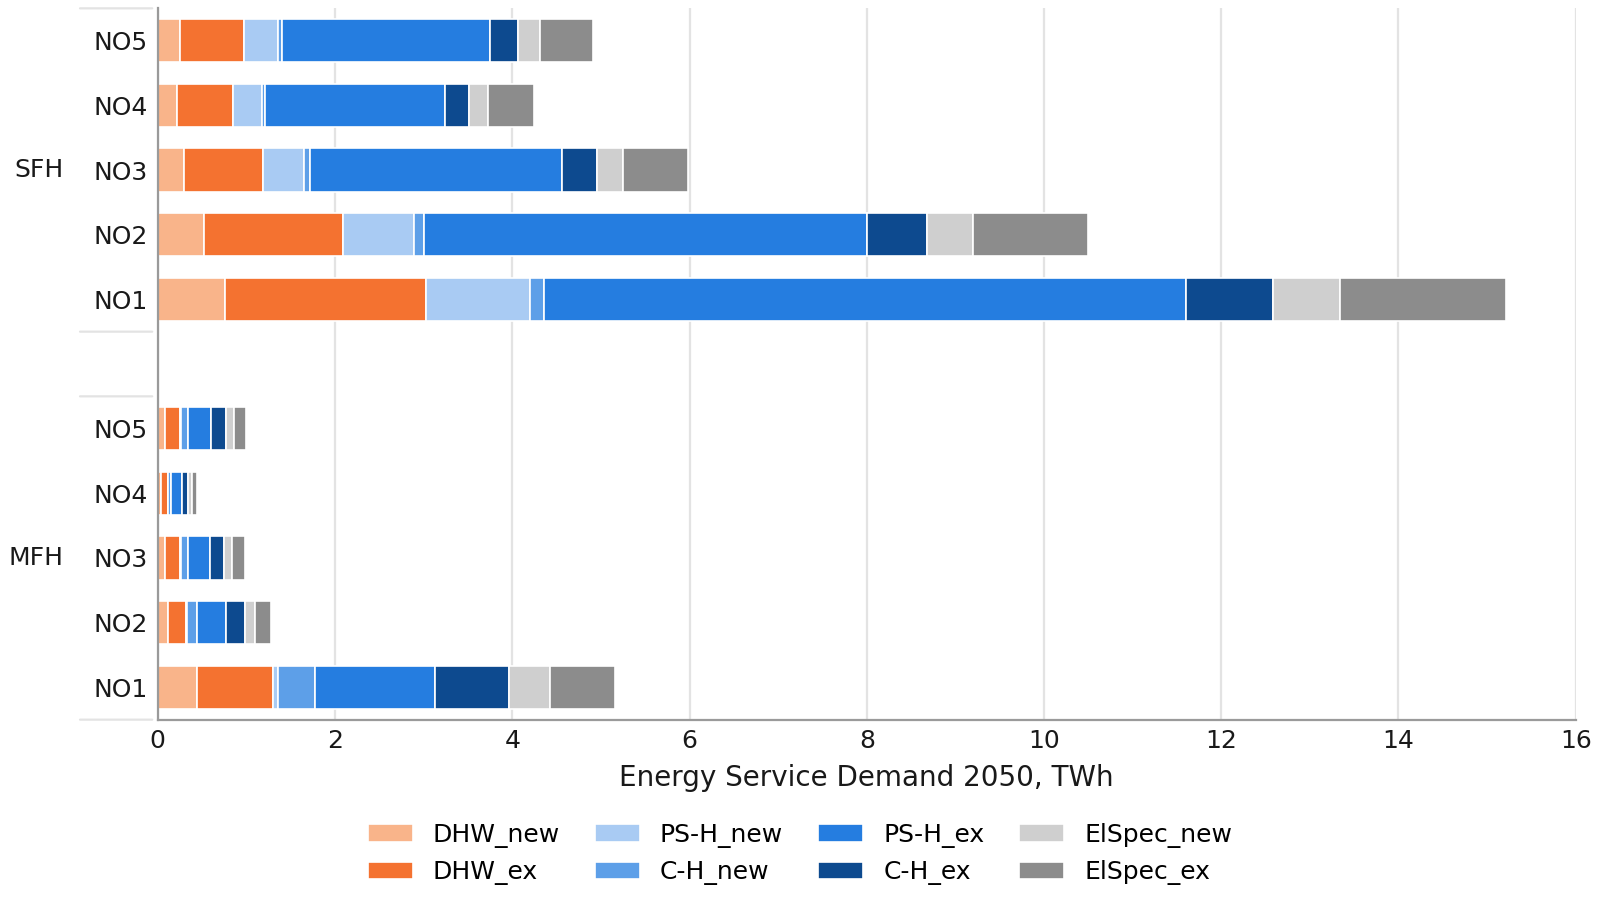 SFH
NO5
NO4
NO3
NO2
NO1
MFH
NO5
NO4
NO3
NO2
NO1
0 2 4 6 8 10 12 14 16
Energy Service Demand 2050, TWh
DHW_new PS-H_new PS-H_ex ElSpec_new
DHW_ex C-H_new C-H_ex ElSpec_ex